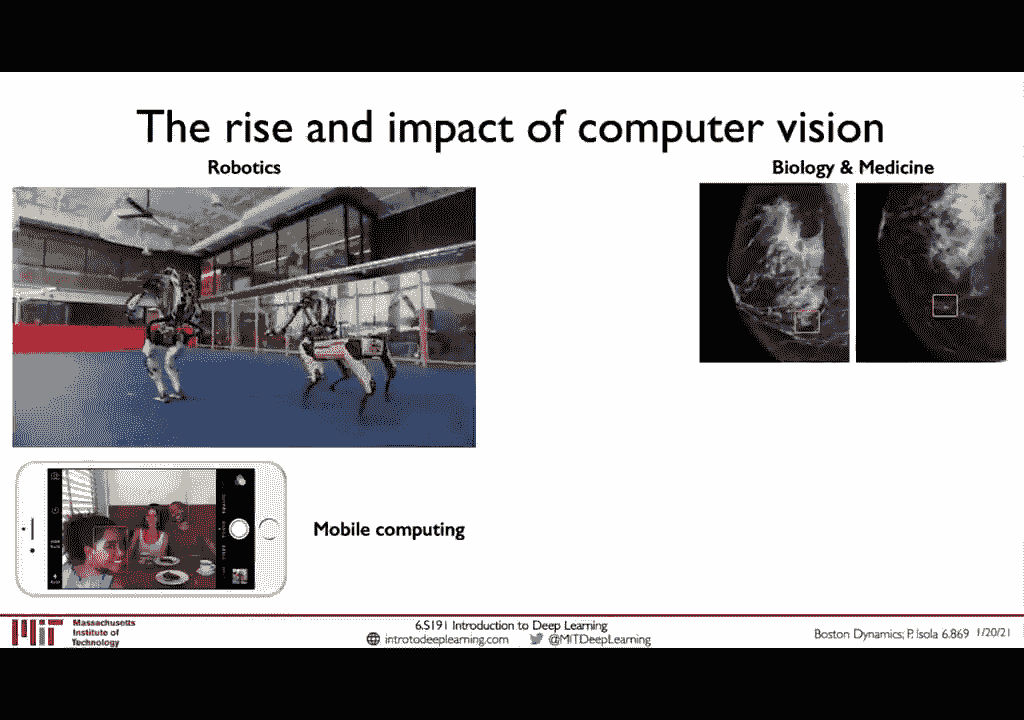 The rise and impact of computer vision
Robotics
Biology & Medicine
Mobile computing
Massachusetts
Institute of
Technology
6.S191 Introduction to Deep Learning
introtodeeplearning.com @MITDeepLearning
Boston Dynamics; P. Isola 6.869 1/20/21